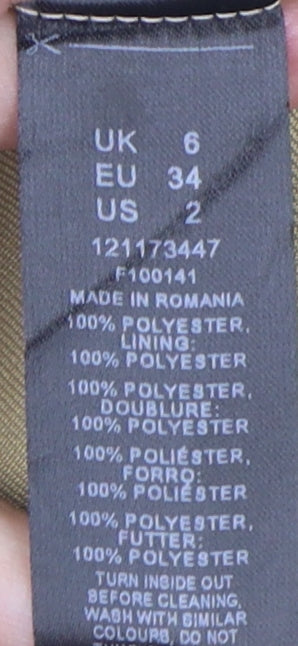 UK 6
EU 34
US 2
121173447
F100141
MADE IN ROMANIA
100% POLYESTER,
LINING:
100% POLYESTER
100% POLYESTER,
DOUBLURE:
100% POLYESTER
100% POLIÉSTER,
FORRO:
100% POLIÉSTER
100% POLYESTER,
FUTTER:
100% POLYESTER
TURN INSIDE OUT
BEFORE CLEANING,
WASH WITH SIMILAR
COLOURS, DO NOT